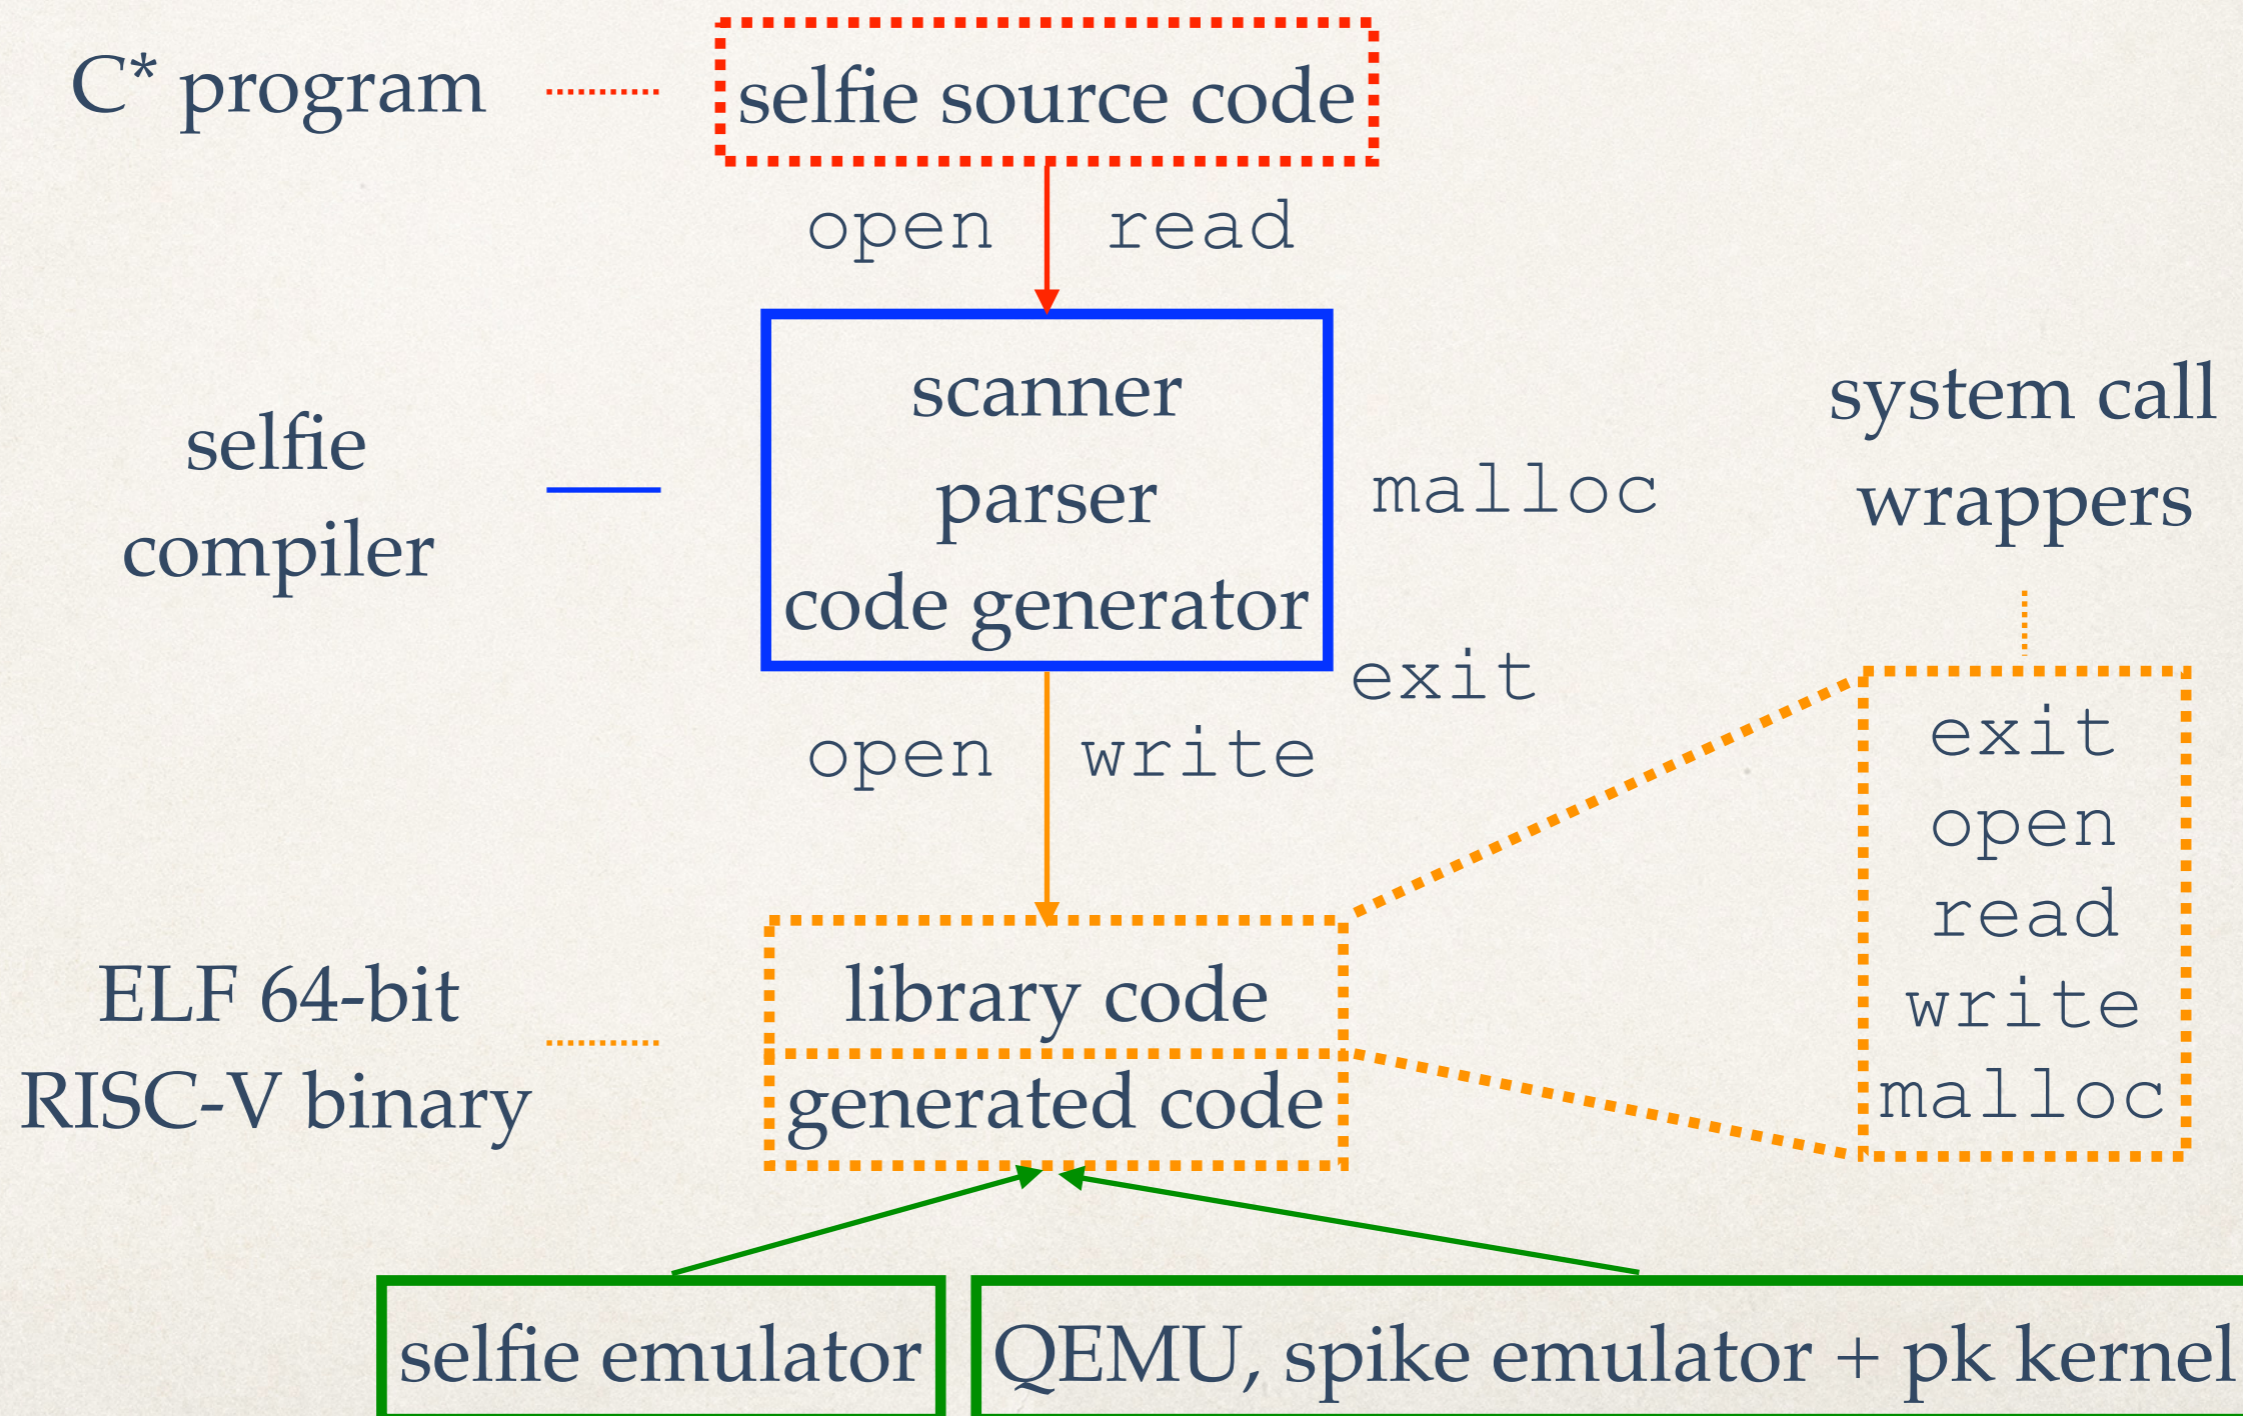 C* program
selfie source code
open
read
selfie
compiler
scanner
parser
code generator
malloc
system call
wrappers
exit
open
write
exit
open
read
write
malloc
ELF 64-bit
RISC-V binary
library code
generated code
selfie emulator
QEMU, spike emulator + pk kernel